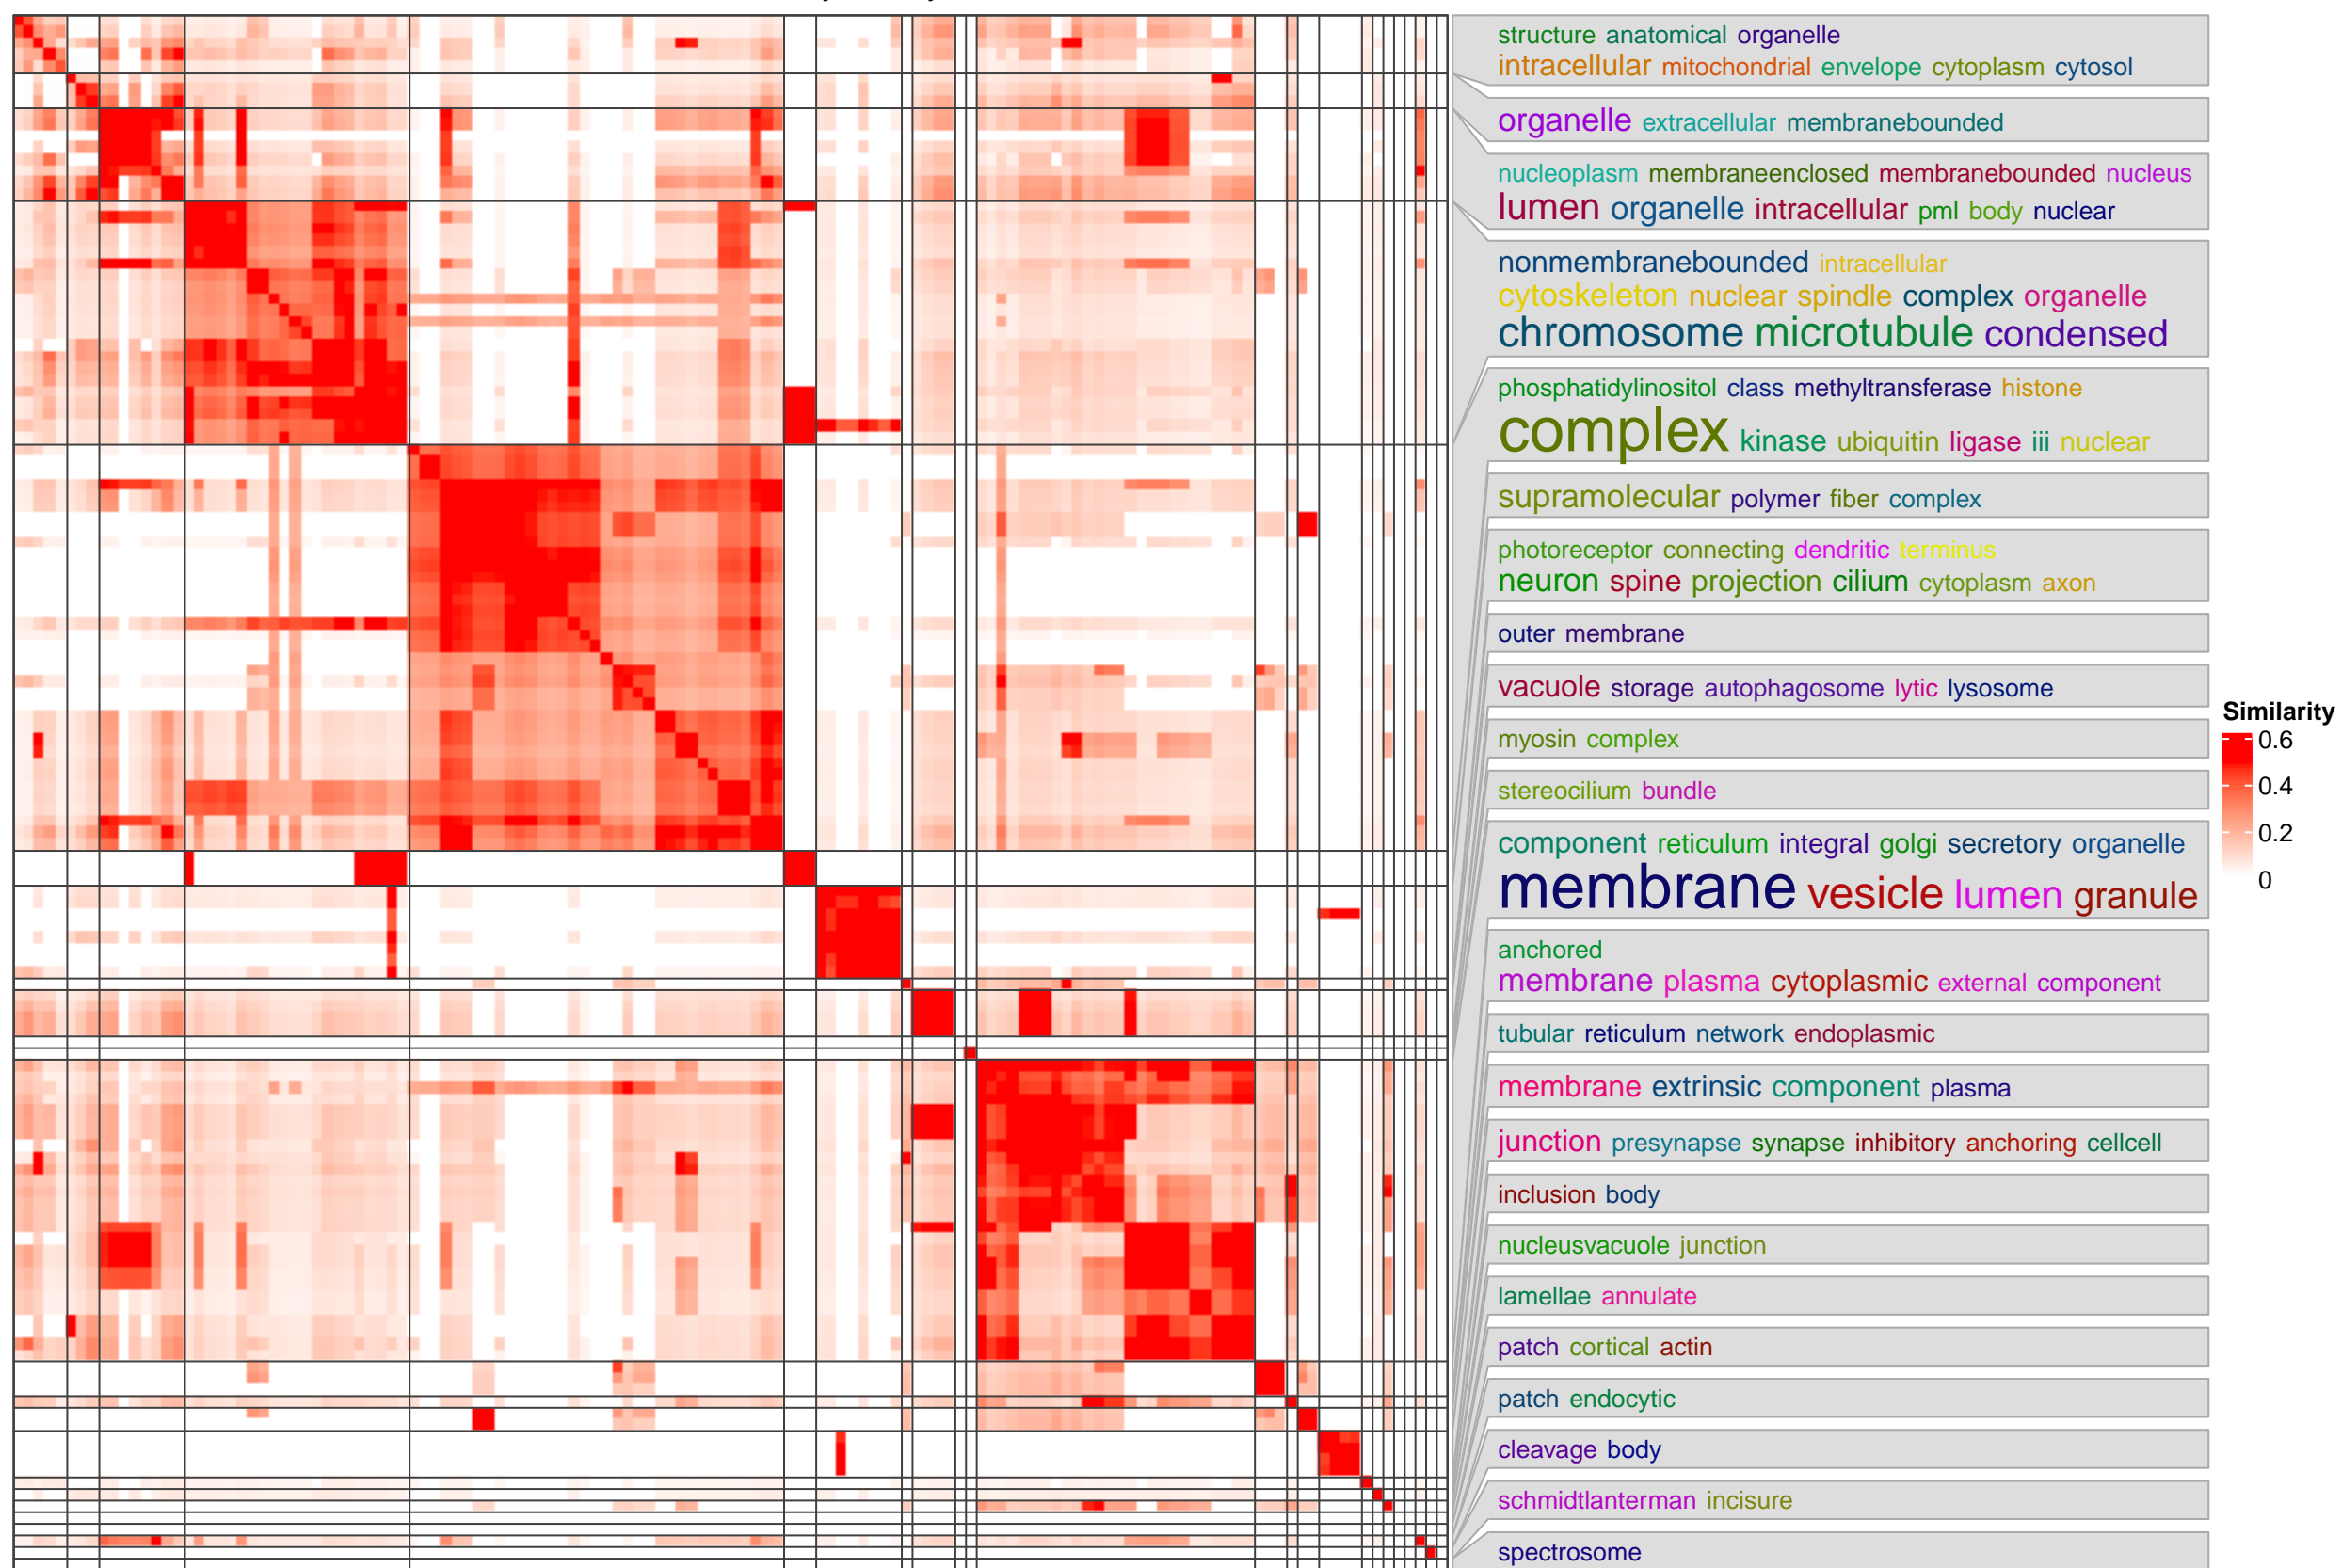 structure anatomical organelle
intracellular mitochondrial envelope cytoplasm cytosol
organelle extracellular membranebounded
nucleoplasm membraneenclosed membranebounded nucleus
lumen organelle intracellular pml body nuclear
nonmembranebounded intracellular
cytoskeleton nuclear spindle complex organelle
chromosome microtubule condensed
phosphatidylinositol class methyltransferase histone
complex kinase ubiquitin ligase iii nuclear
supramolecular polymer fiber complex
photoreceptor connecting dendritic terminus
neuron spine projection cilium cytoplasm axon
outer membrane
vacuole storage autophagosome lytic lysosome
myosin complex
stereocilium bundle
component reticulum integral golgi secretory organelle
membrane vesicle lumen granule
anchored
membrane plasma cytoplasmic external component
tubular reticulum network endoplasmic
membrane extrinsic component plasma
junction presynapse synapse inhibitory anchoring cellcell
inclusion body
nucleusvacuole junction
lamellae annulate
patch cortical actin
patch endocytic
cleavage body
schmidtlanterman incisure
spectrosome
Similarity
0.6
0.4
0.2
0